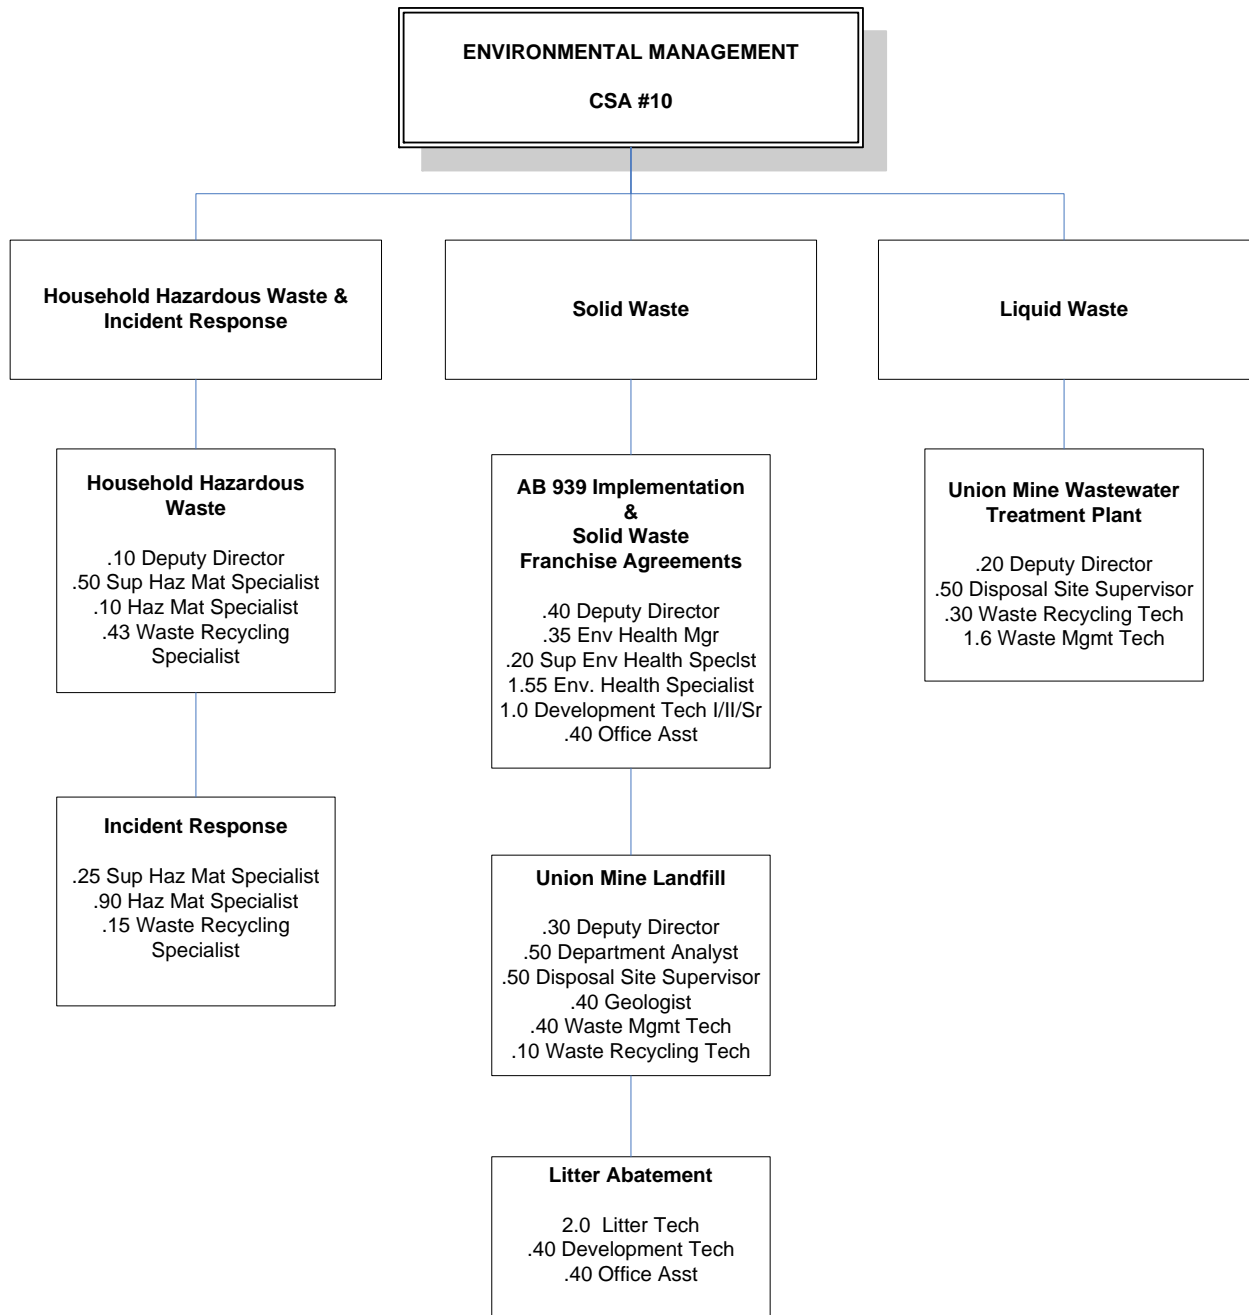 ENVIRONMENTAL MANAGEMENT
CSA #10
Household Hazardous Waste &
Incident Response
Solid Waste
Liquid Waste
Household Hazardous
Waste
.10 Deputy Director
.50 Sup Haz Mat Specialist
.10 Haz Mat Specialist
.43 Waste Recycling
Specialist
AB 939 Implementation
&
Solid Waste
Franchise Agreements
.40 Deputy Director
.35 Env Health Mgr
.20 Sup Env Health Speclst
1.55 Env. Health Specialist
1.0 Development Tech I/II/Sr
.40 Office Asst
Union Mine Wastewater
Treatment Plant
.20 Deputy Director
.50 Disposal Site Supervisor
.30 Waste Recycling Tech
1.6 Waste Mgmt Tech
Incident Response
.25 Sup Haz Mat Specialist
.90 Haz Mat Specialist
.15 Waste Recycling
Specialist
Union Mine Landfill
.30 Deputy Director
.50 Department Analyst
.50 Disposal Site Supervisor
.40 Geologist
.40 Waste Mgmt Tech
.10 Waste Recycling Tech
Litter Abatement
2.0 Litter Tech
.40 Development Tech
.40 Office Asst